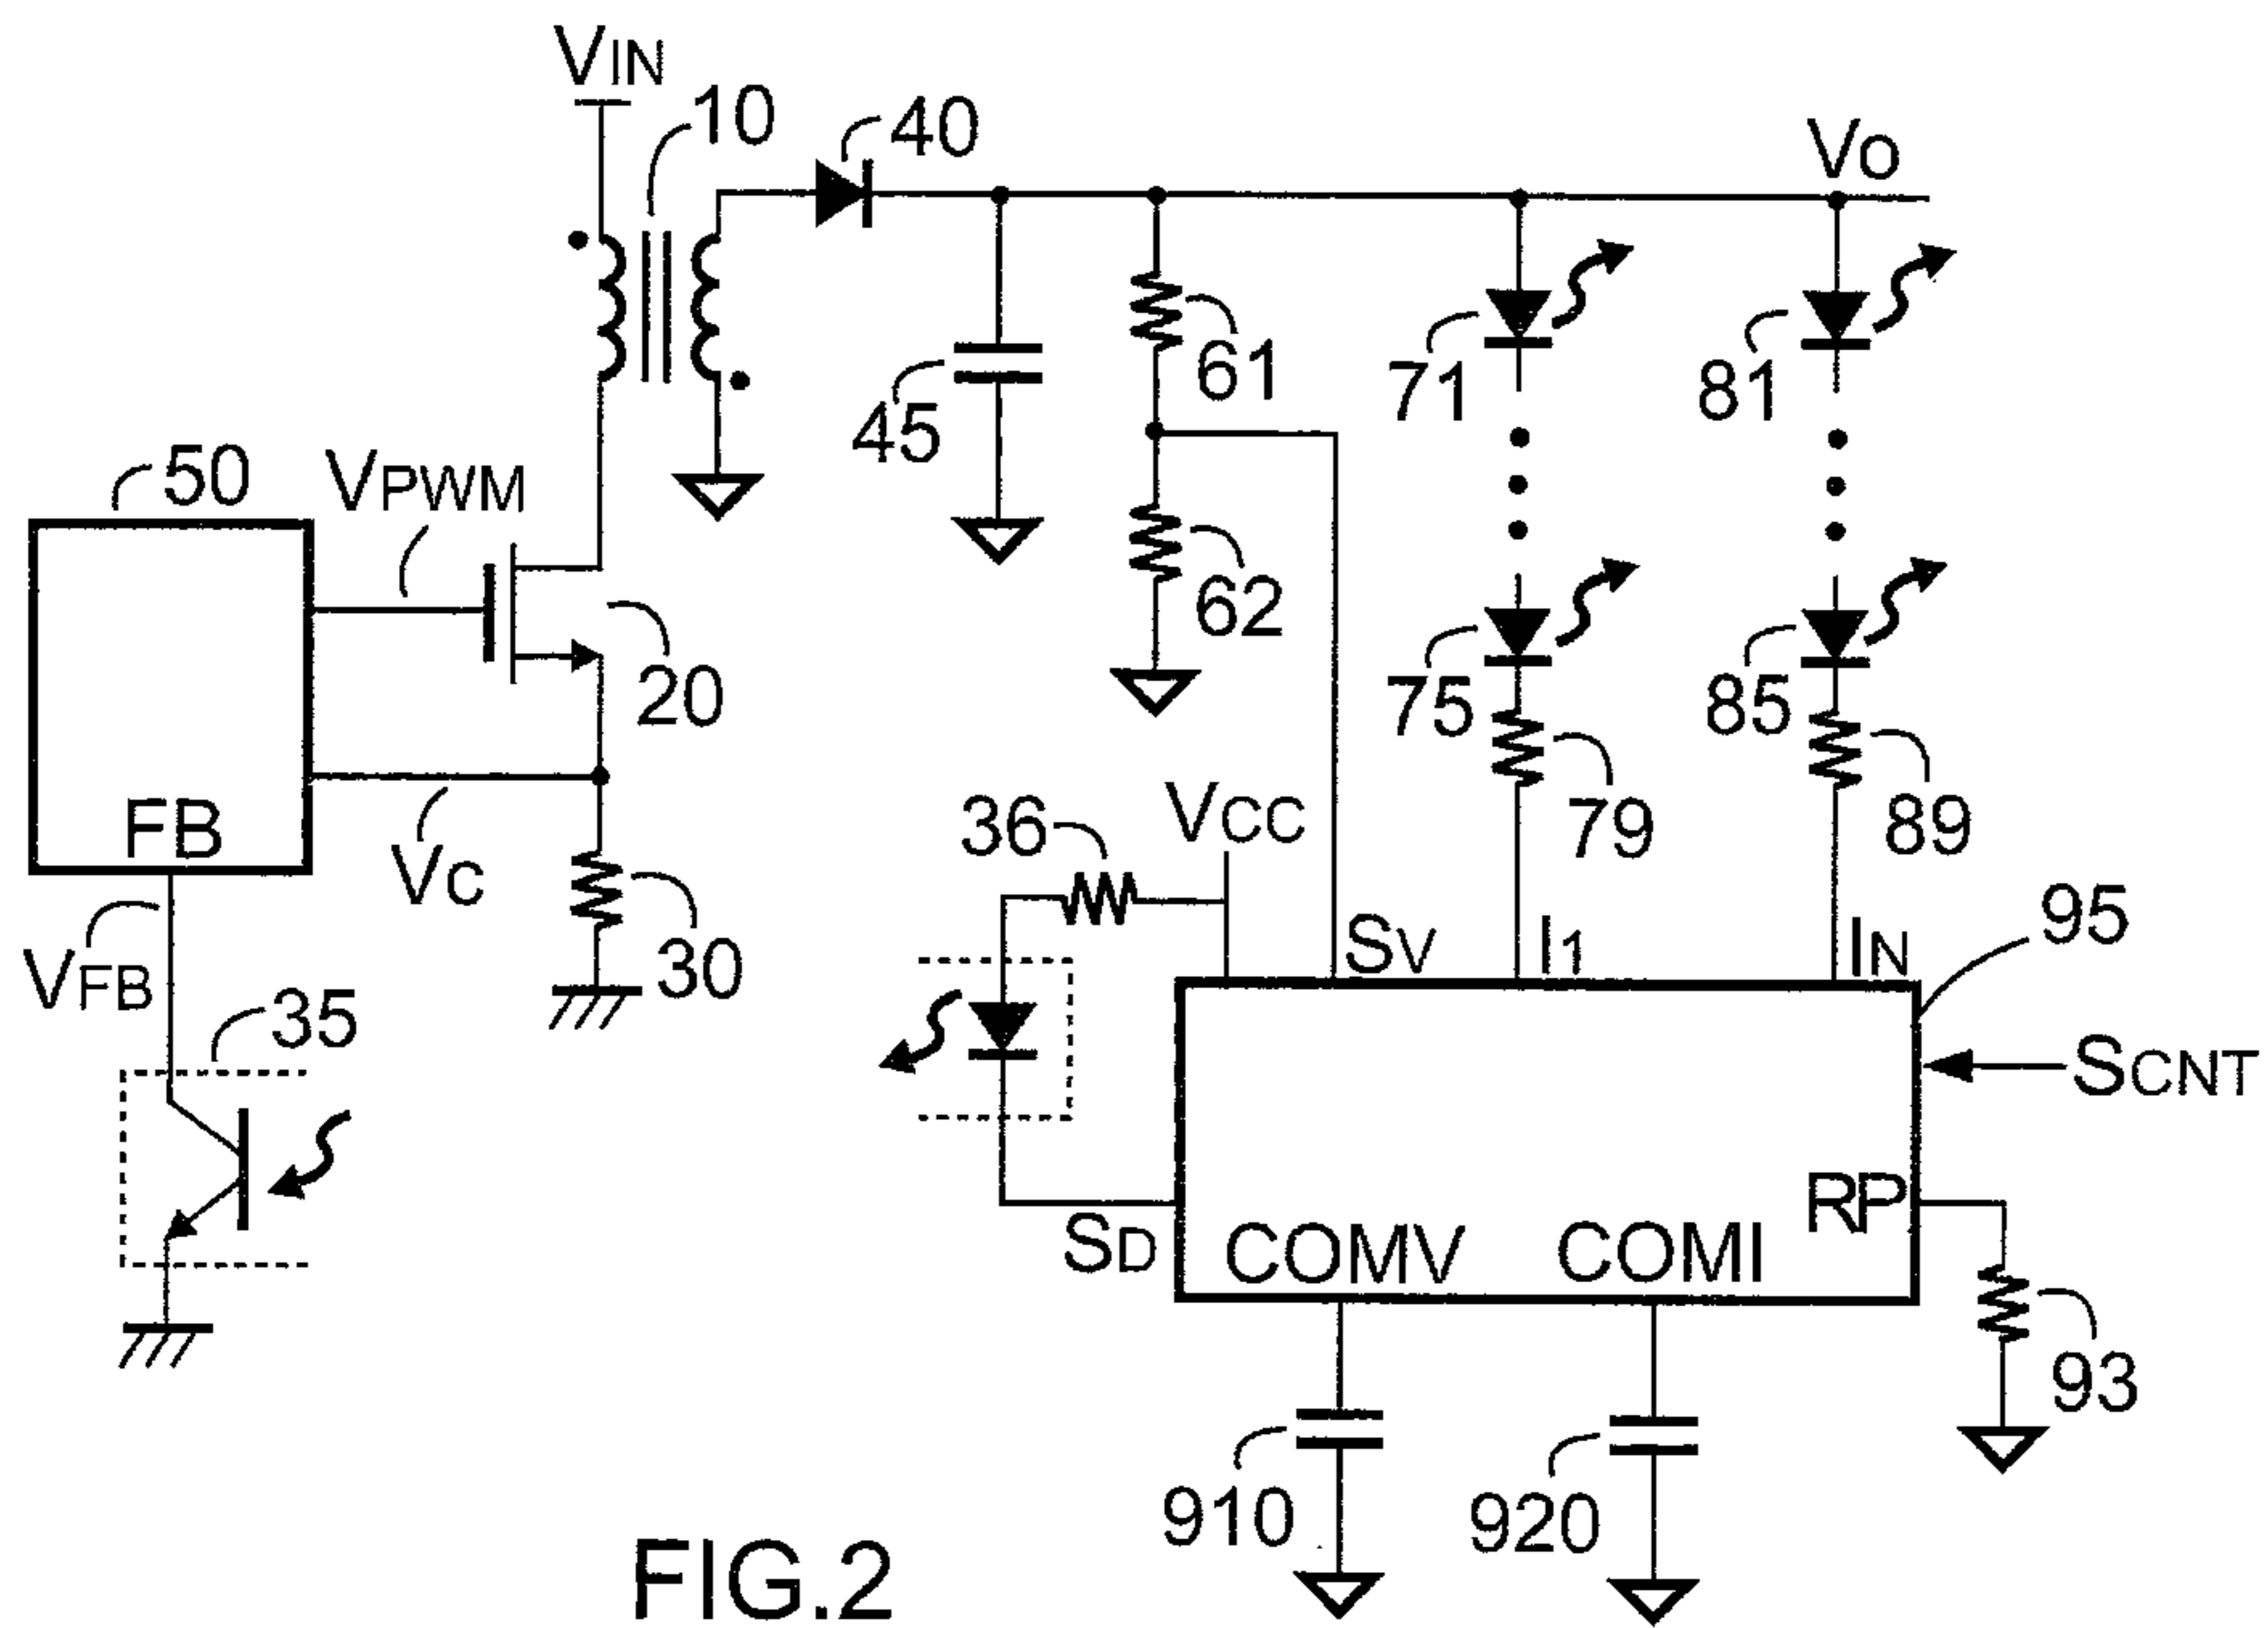 VIN
10
40
VO
61
71
81
45
50
VPWM
62
20
75
85
79
89
36
VCC
FB
VC
30
VFB
35
SV
I1
IN
95
SCNT
RP
SD
COMV
COMI
93
910
920
FIG.2